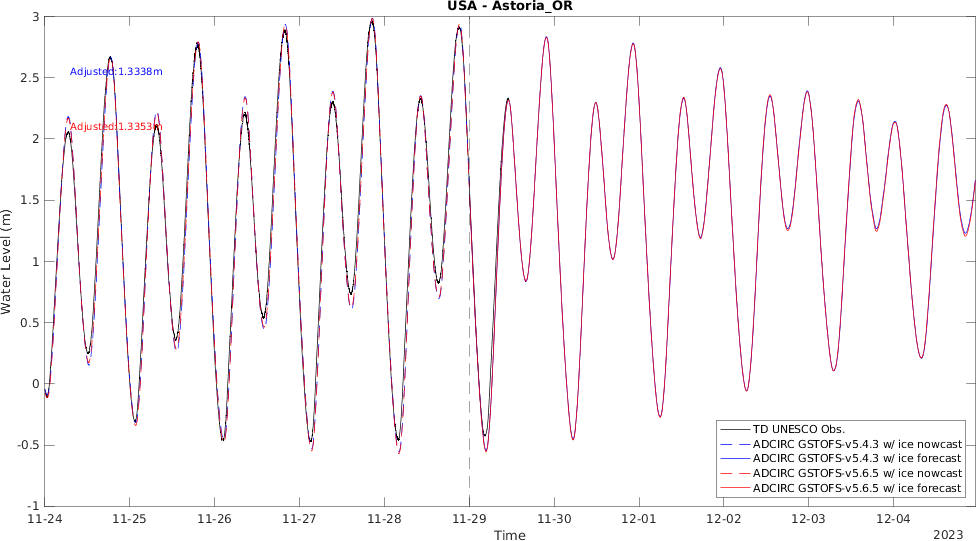 USA - Astoria_OR
3
2.5
2
1.5
1
0.5
0
-0.5
-1
Water Level (m)
Adjusted:1.3338m
Adjusted:1.3353
TD UNESCO Obs.
ADCIRC GSTOFS-v5.4.3 w/ ice nowcast
ADCIRC GSTOFS-v5.4.3 w/ ice forecast
ADCIRC GSTOFS-v5.6.5 w/ ice nowcast
ADCIRC GSTOFS-v5.6.5 w/ ice forecast
11-24 11-25 11-26 11-27 11-28 11-29 11-30 12-01 12-02 12-03 12-04
Time
2023